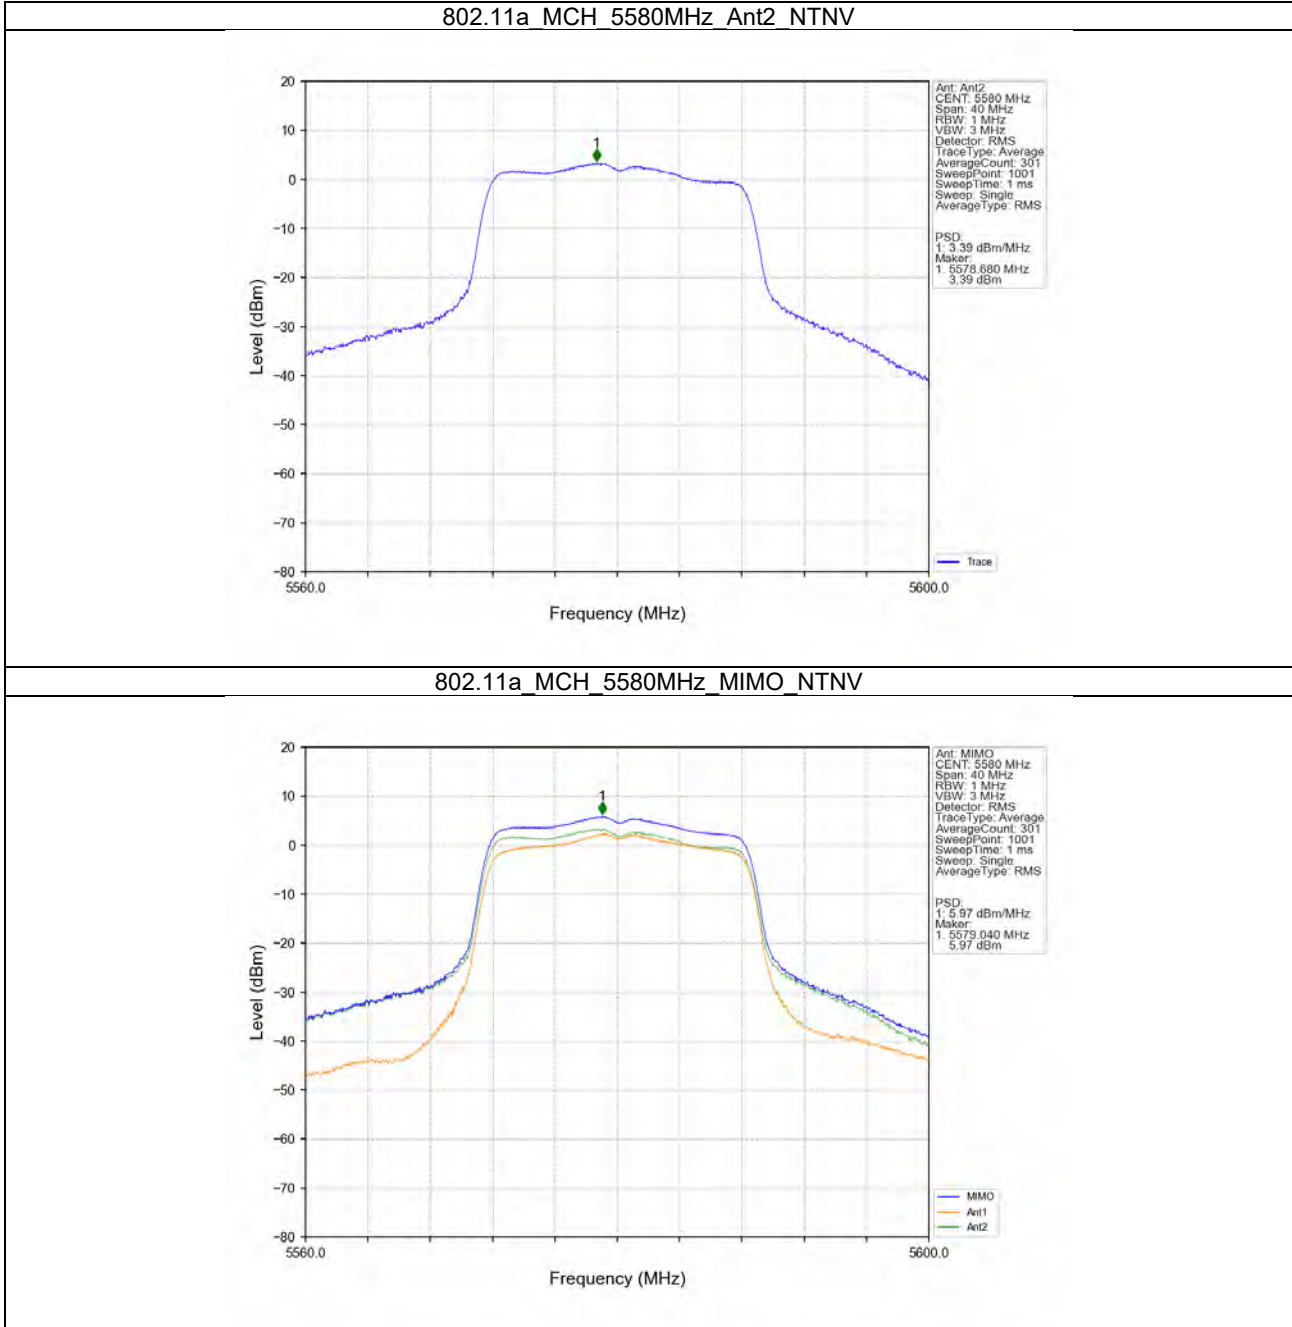 802.11a_MCH_5580MHz_Ant2_NTNV
20
10
0
−10
−20
−30
−40
−50
−60
−70
−80
Level (dBm)
1
5560.0
5600.0
Frequency (MHz)
Ant: Ant2
CENT: 5580 MHz
Span: 40 MHz
RBW: 1 MHz
VBW: 3 MHz
Detector: RMS
TraceType: Average
AverageCount: 301
SweepPoint: 1001
SweepTime: 1 ms
Sweep: Single
AverageType: RMS
PSD:
1: 3.39 dBm/MHz
Maker:
1. 5578.680 MHz
3.39 dBm
Trace
802.11a_MCH_5580MHz_MIMO_NTNV
20
10
0
−10
−20
−30
−40
−50
−60
−70
−80
Level (dBm)
1
5560.0
5600.0
Frequency (MHz)
Ant: MIMO
CENT: 5580 MHz
Span: 40 MHz
RBW: 1 MHz
VBW: 3 MHz
Detector: RMS
TraceType: Average
AverageCount: 301
SweepPoint: 1001
SweepTime: 1 ms
Sweep: Single
AverageType: RMS
PSD:
1: 5.97 dBm/MHz
Maker:
1. 5579.040 MHz
5.97 dBm
MIMO
Ant1
Ant2